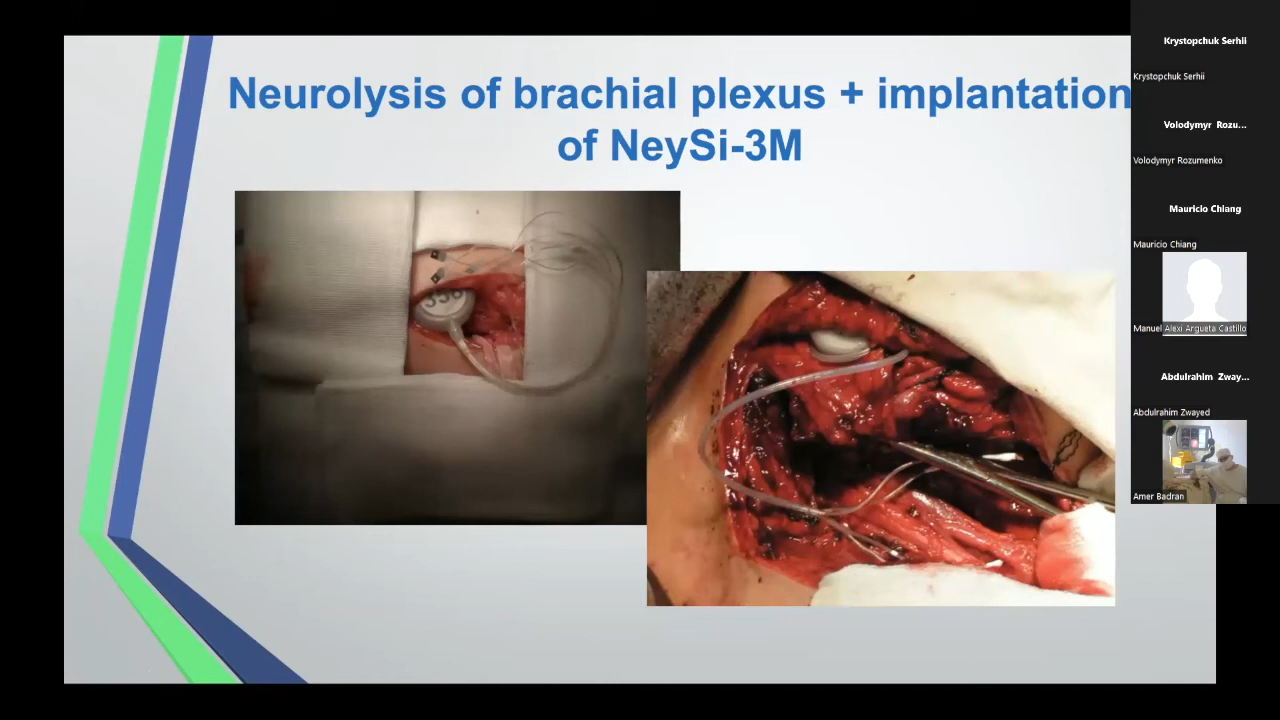 Neurolysis of brachial plexus + implantation
of NeySi-3M
336
Krystopchuk Serhii
Krystopchuk Serhii
Volodymyr Rozu...
Volodymyr Rozumenko
Mauricio Chiang
Mauricio Chiang
Manuel Alexi Argueta Castillo
Abdulrahim Zway...
Abdulrahim Zwayed
Amer Badran